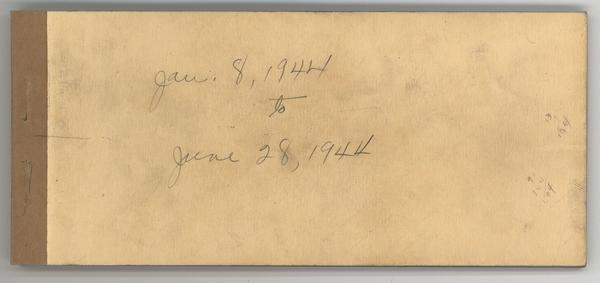 Jan. 8, 1944
to
June 28, 1944